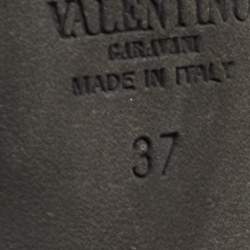 VALENTINO
GARAVANI
MADE IN ITALY
37